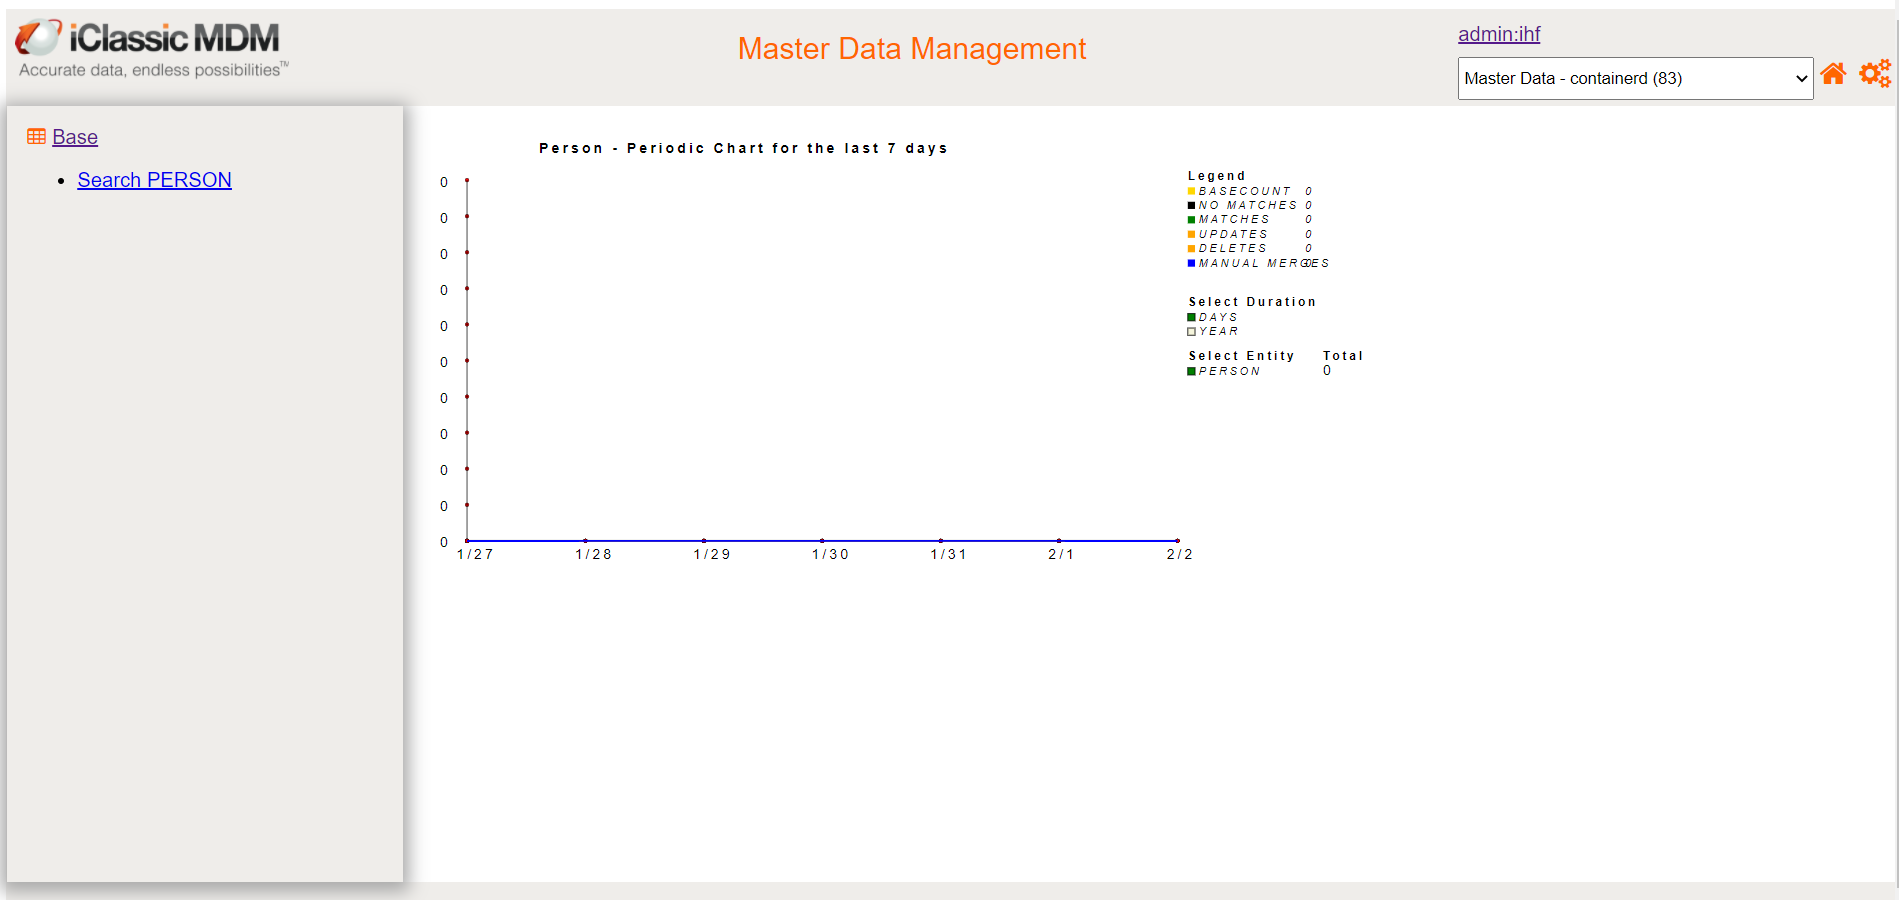 iClassic MDM
Accurate data, endless possibilities™
Master Data Management
admin:ihf
Master Data - containerd (83)
Base
Search PERSON
Person - Periodic Chart for the last 7 days
0
0
0
0
0
0
0
0
0
0
0
1/27 1/28 1/29 1/30 1/31 2/1 2/2
Legend
BASECOUNT 0
NO MATCHES 0
MATCHES 0
UPDATES 0
DELETES 0
MANUAL MERGES 0
Select Duration
DAYS
YEAR
Select Entity Total
PERSON 0